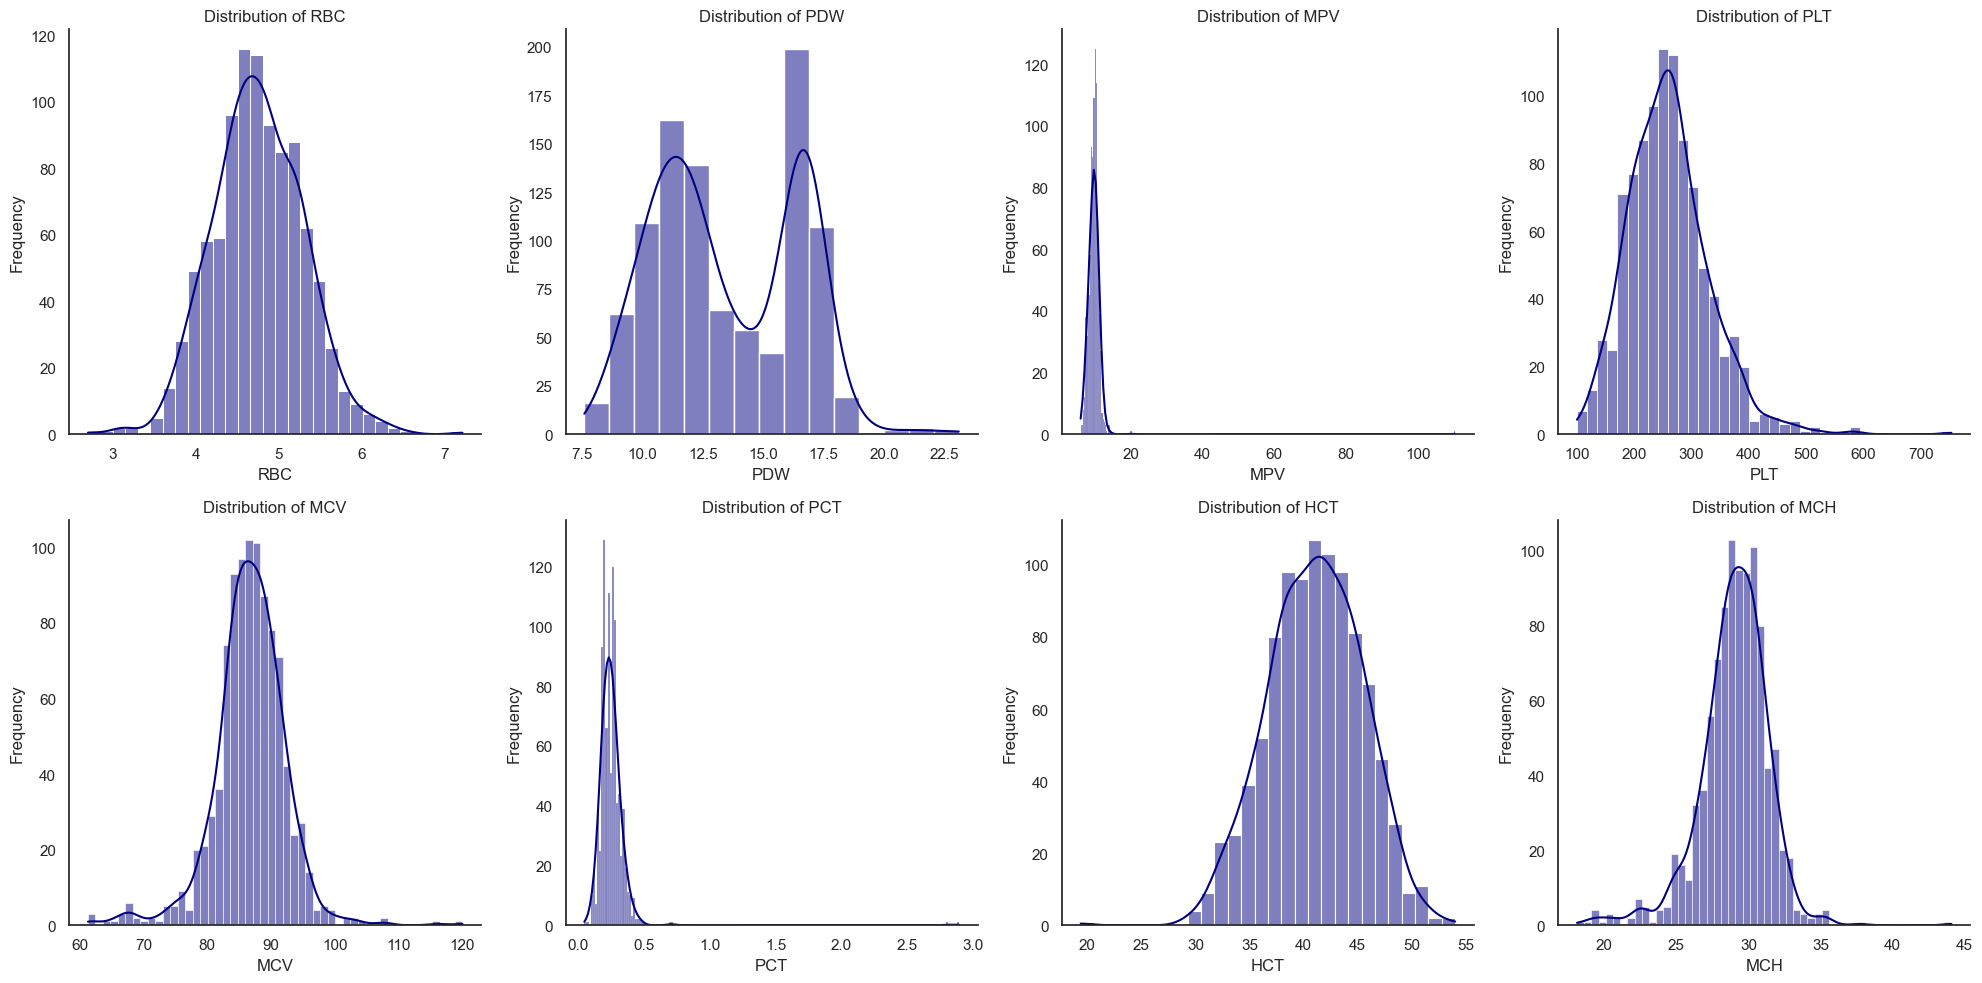 Distribution of RBC
120
100
80
60
40
20
0
Frequency
3 4 5 6 7
RBC
Distribution of PDW
200
175
150
125
100
75
50
25
0
Frequency
7.5 10.0 12.5 15.0 17.5 20.0 22.5
PDW
Distribution of MPV
120
100
80
60
40
20
0
Frequency
20 40 60 80 100
MPV
Distribution of PLT
100
80
60
40
20
0
Frequency
100 200 300 400 500 600 700
PLT
Distribution of MCV
100
80
60
40
20
0
Frequency
60 70 80 90 100 110 120
MCV
Distribution of PCT
120
100
80
60
40
20
0
Frequency
0.0 0.5 1.0 1.5 2.0 2.5 3.0
PCT
Distribution of HCT
100
80
60
40
20
0
Frequency
20 25 30 35 40 45 50 55
HCT
Distribution of MCH
100
80
60
40
20
0
Frequency
20 25 30 35 40 45
MCH